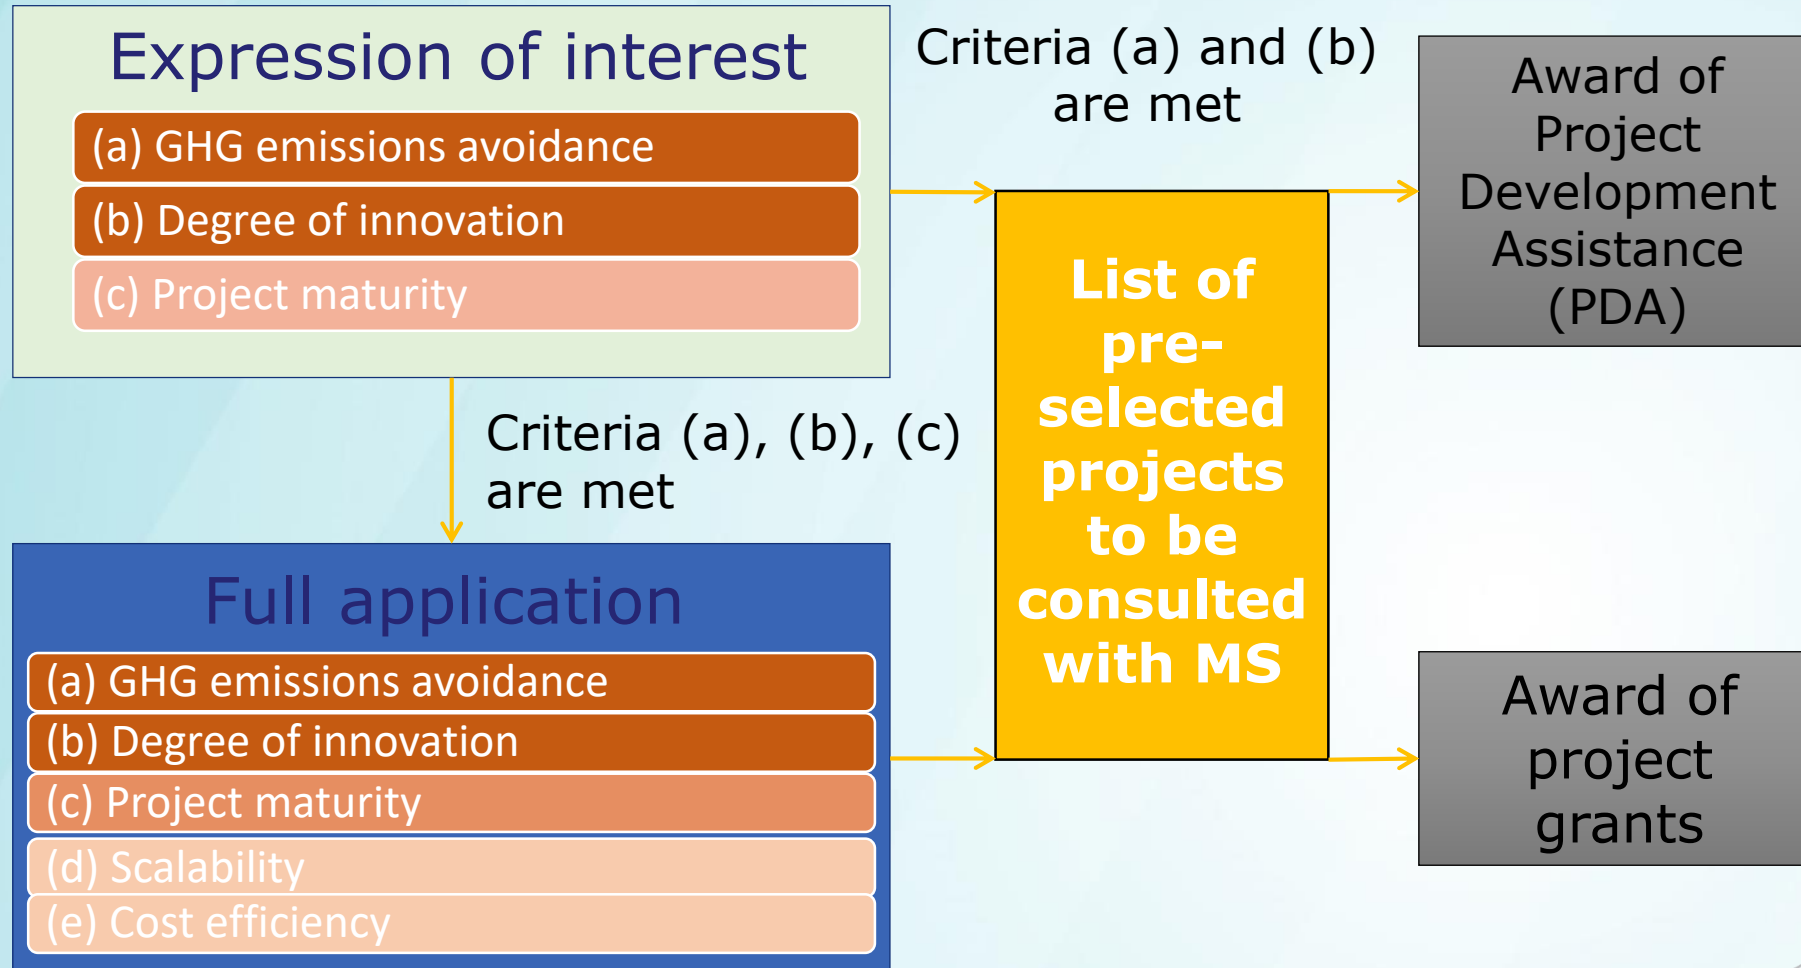 Expression of interest
(a) GHG emissions avoidance
(b) Degree of innovation
(c) Project maturity
Criteria (a) and (b)
are met
Award of
Project
Development
Assistance
(PDA)
List of
pre-
selected
projects
to be
consulted
with MS
Criteria (a), (b), (c)
are met
Full application
(a) GHG emissions avoidance
(b) Degree of innovation
(c) Project maturity
(d) Scalability
(e) Cost efficiency
Award of
project
grants